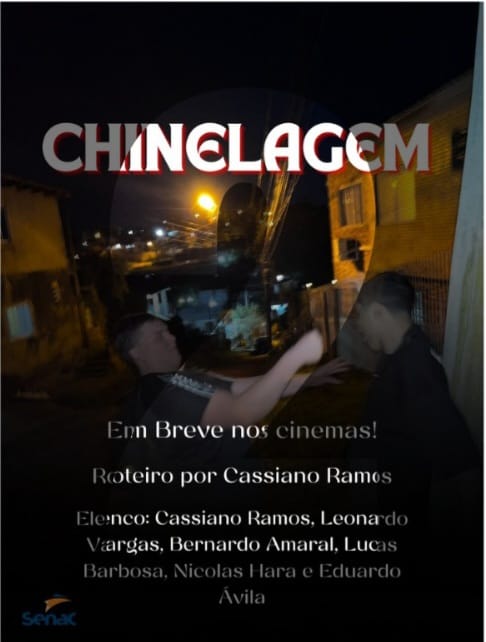 CHINELAGEM
Em Breve nos cinemas!
Roteiro por Cassiano Ramos
Elenco: Cassiano Ramos, Leonardo
Vargas, Bernardo Amaral, Lucas
Barbosa, Nicolas Hara e Eduardo
Ávila
Senac